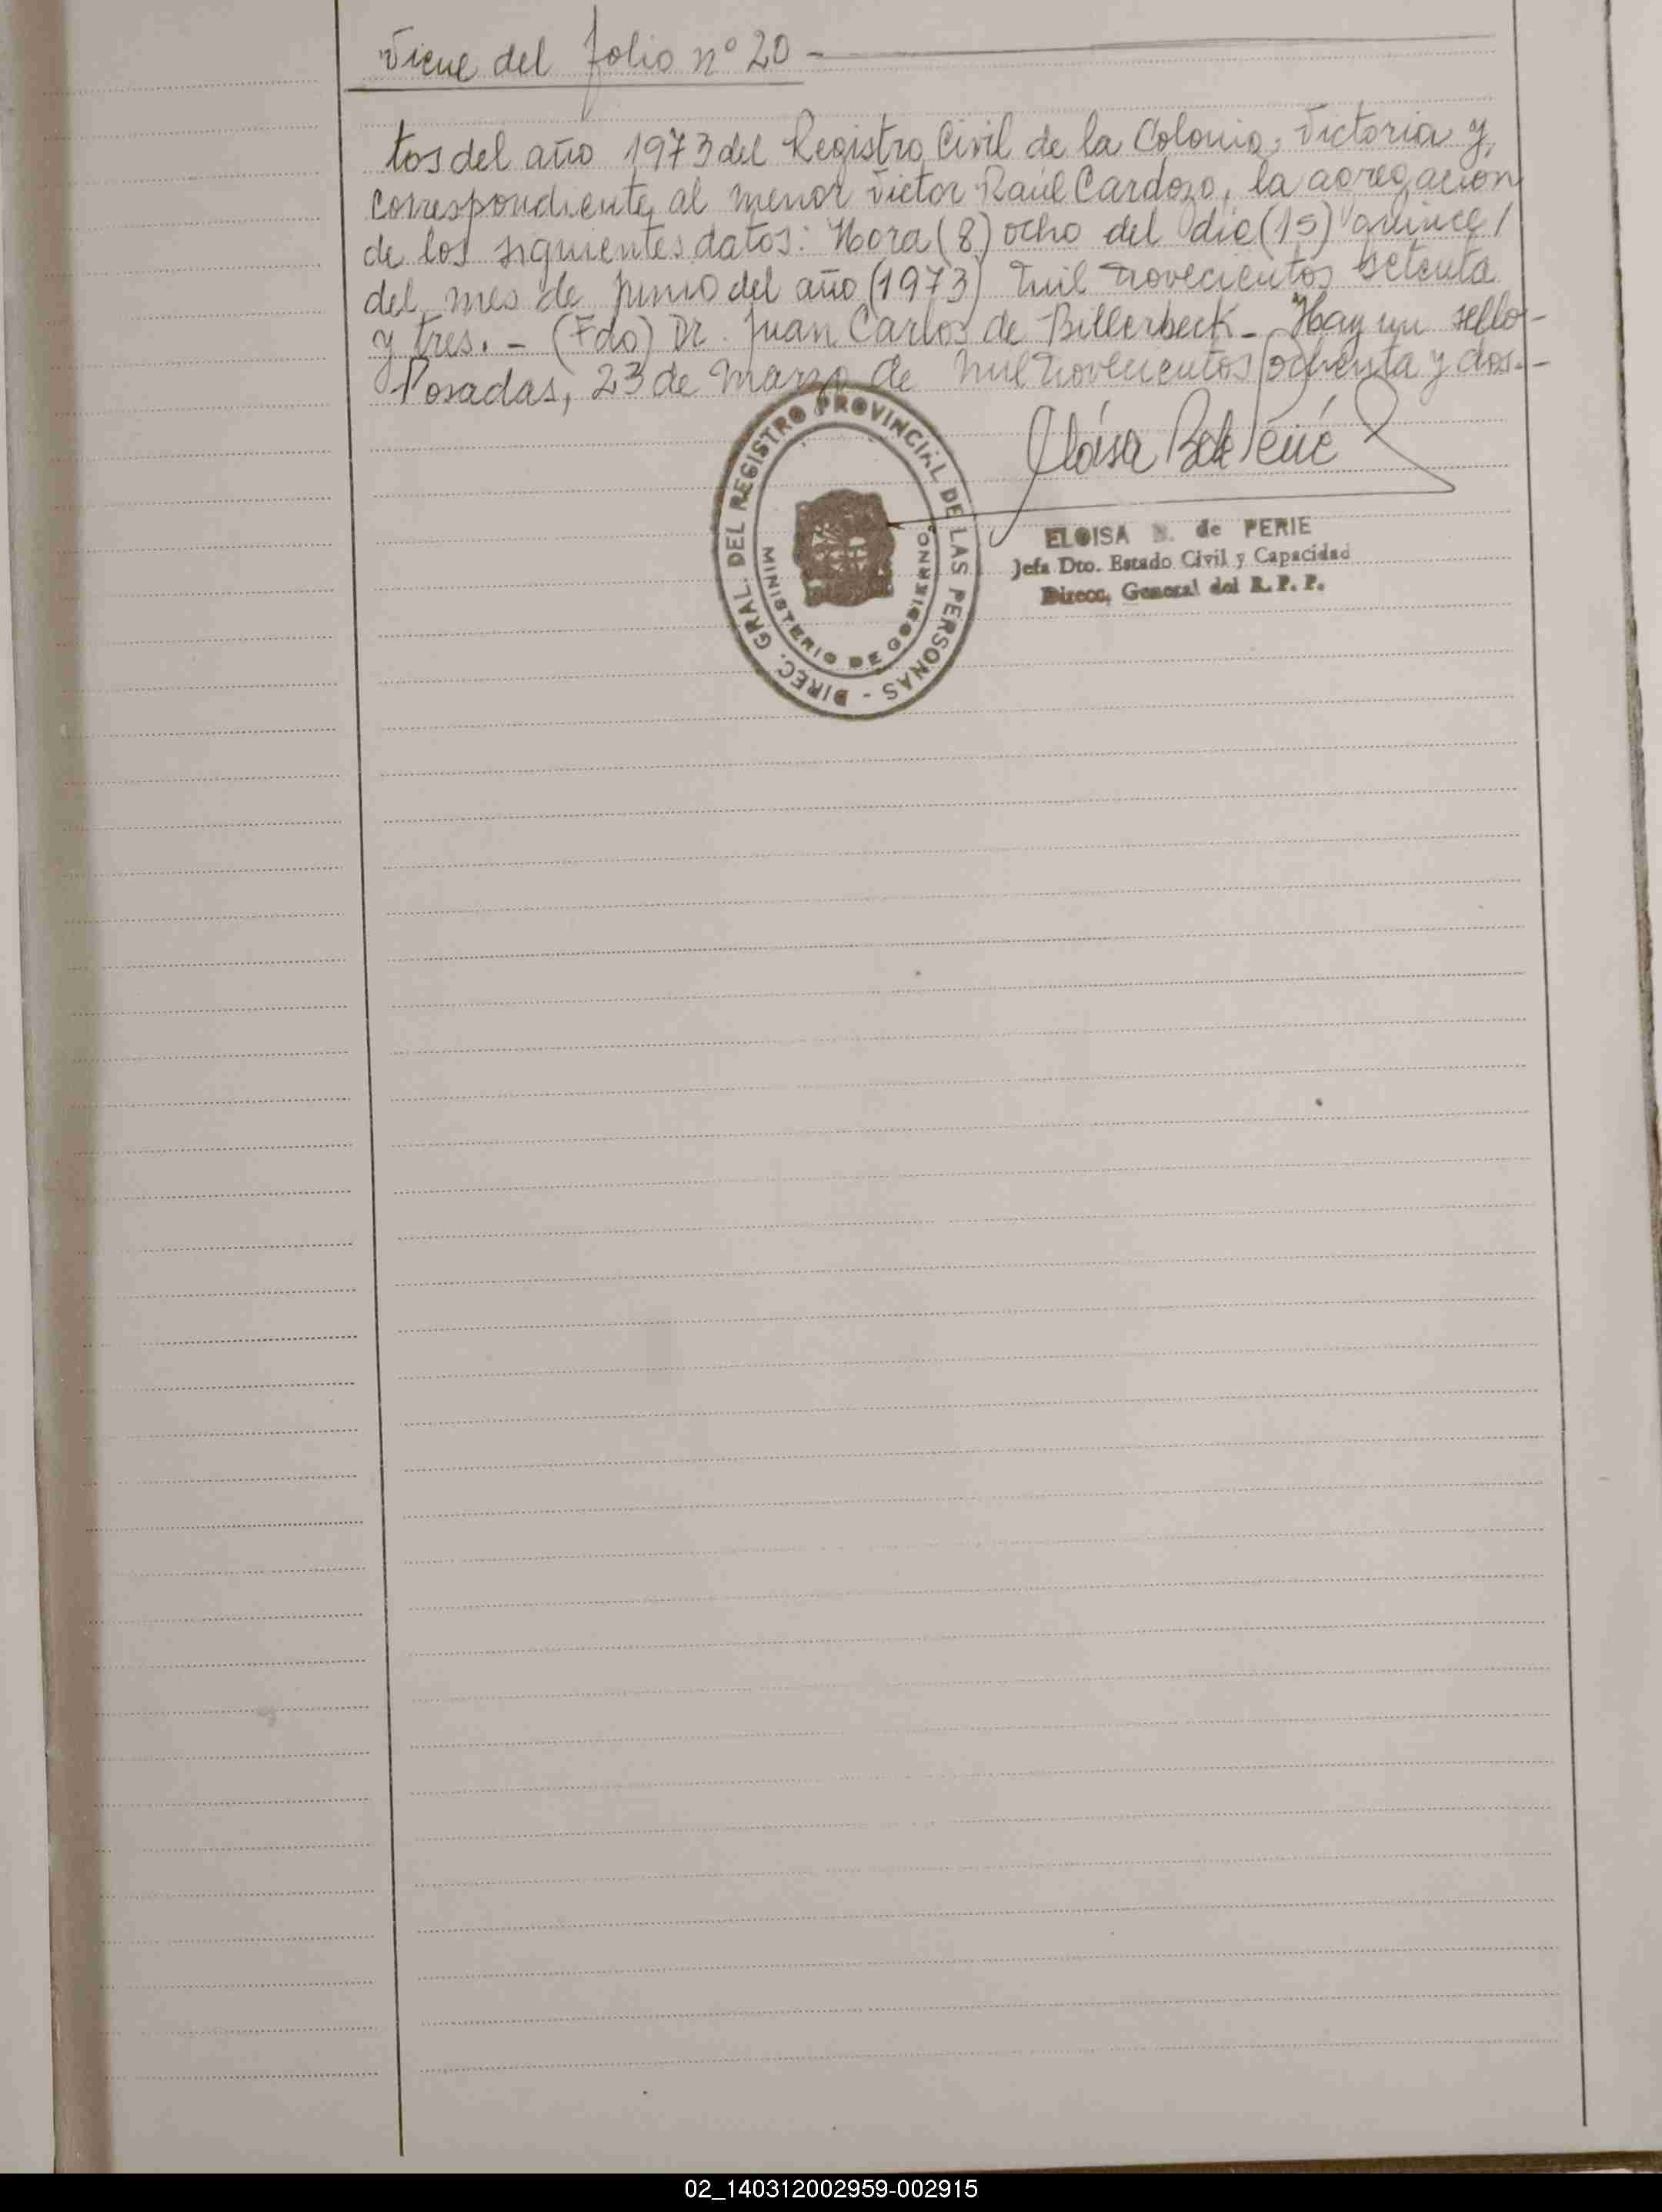 Viene del folio nº 20 -
tos del año 1973 del Registro Civil de la Colonia, Victoria y,
correspondiente al menor Victor Raúl Cardozo, la agregación
de los siguientes datos: Hora (8) ocho del día (15) quince /
del mes de junio del año (1973) mil novecientos setenta
y tres. - (Fdo) Dr. Juan Carlos de Billerbeck - Hay un sello -
Posadas, 23 de Marzo de mil novecientos ochenta y dos. -
DIREC. GRAL. DEL REGISTRO PROVINCIAL DE LAS PERSONAS -
MINISTERIO DE GOBIERNO
ELOISA de PERIE
Jefa Dto. Estado Civil y Capacidad
Direcc. General del R. P. P.
02_140312002959-002915